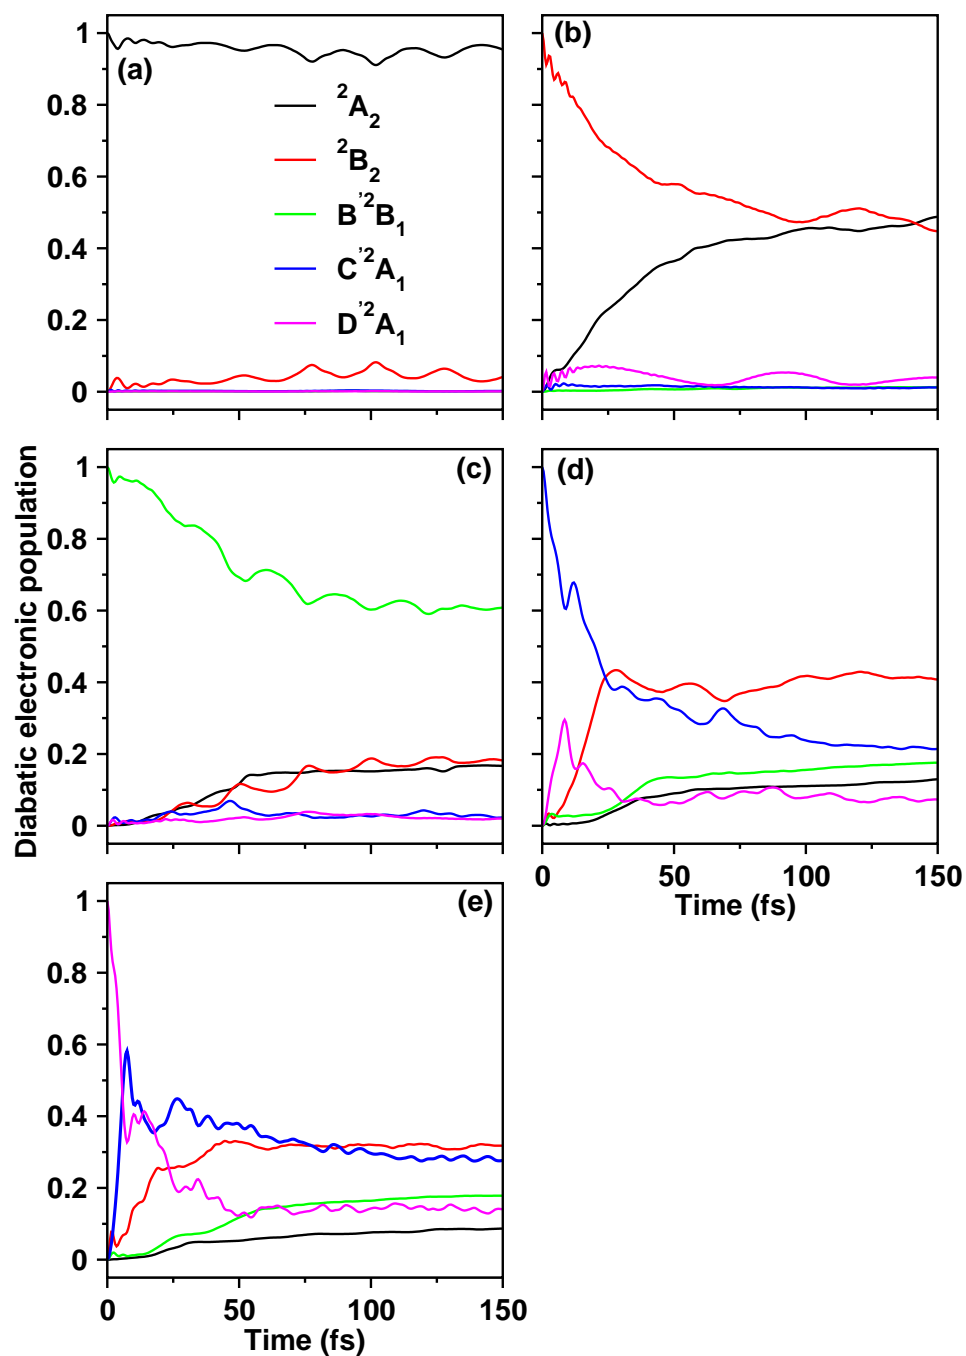 (a)
(b)
1
0.8
0.6
0.4
0.2
0
²A₂
²B₂
B'²B₁
C'²A₁
D'²A₁
(c)
(d)
1
0.8
0.6
0.4
0.2
0
Diabatic electronic population
0 50 100 150
Time (fs)
(e)
1
0.8
0.6
0.4
0.2
0
0 50 100 150
Time (fs)